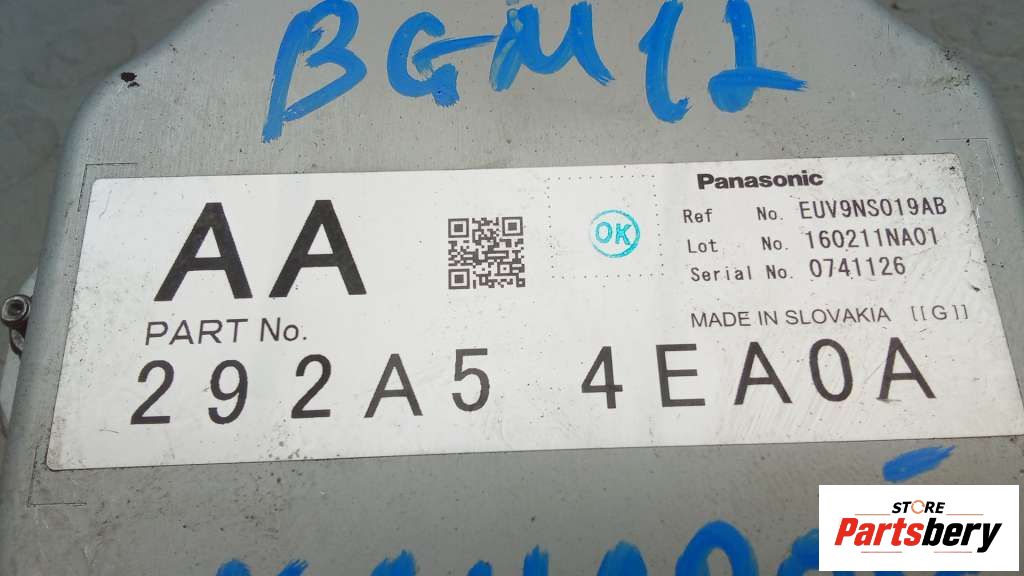 BGM12
AA
OK
Panasonic
Ref No. EUV9NS019AB
Lot No. 160211NA01
Serial No. 0741126
PART No.
MADE IN SLOVAKIA [[G]]
292A5 4EA0A
STORE
Partsbery